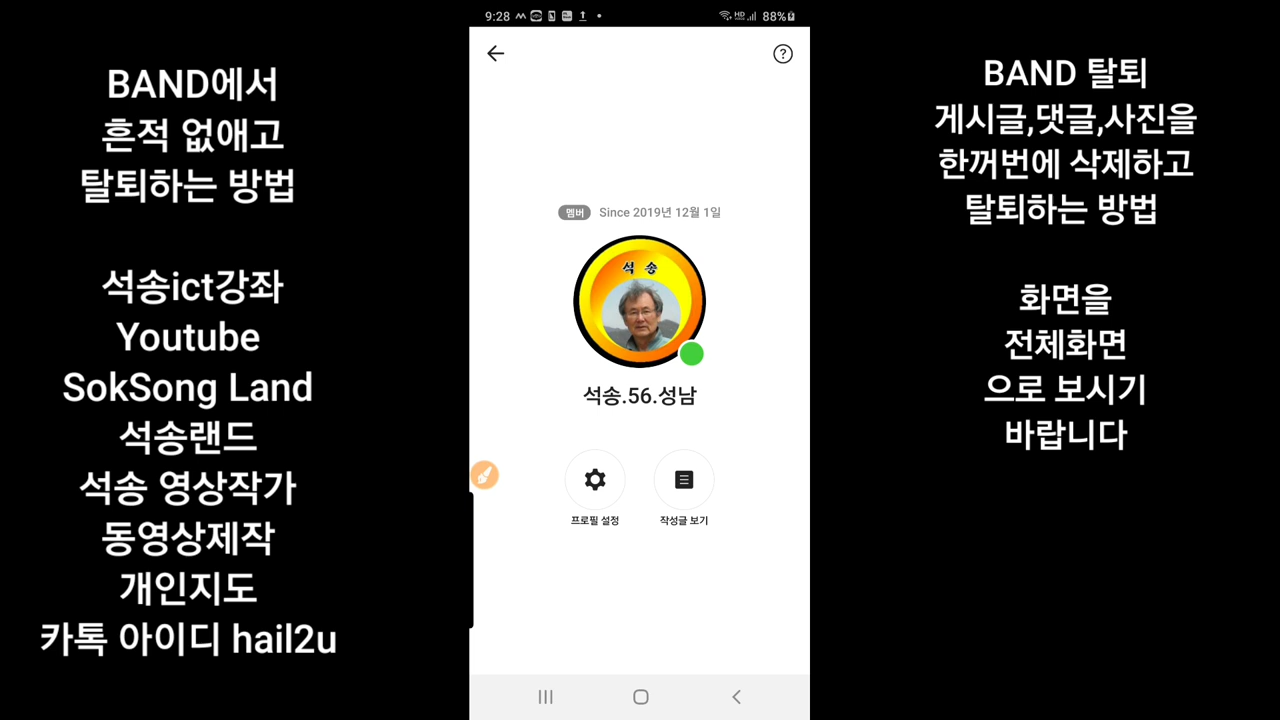 BAND에서
흔적 없애고
탈퇴하는 방법
석송ict강좌
Youtube
SokSong Land
석송랜드
석송 영상작가
동영상제작
개인지도
카톡 아이디 hail2u
9:28
HD
88%
멤버 Since 2019년 12월 1일
석 송
석송.56.성남
프로필 설정 작성글 보기
BAND 탈퇴
게시글,댓글,사진을
한꺼번에 삭제하고
탈퇴하는 방법
화면을
전체화면
으로 보시기
바랍니다